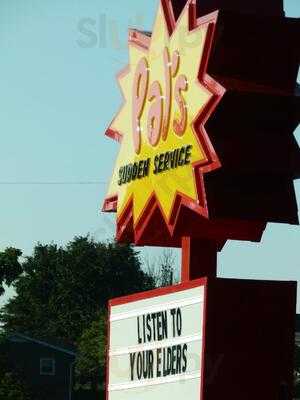 Pal's
SUDDEN SERVICE
LISTEN TO
YOUR ELDERS